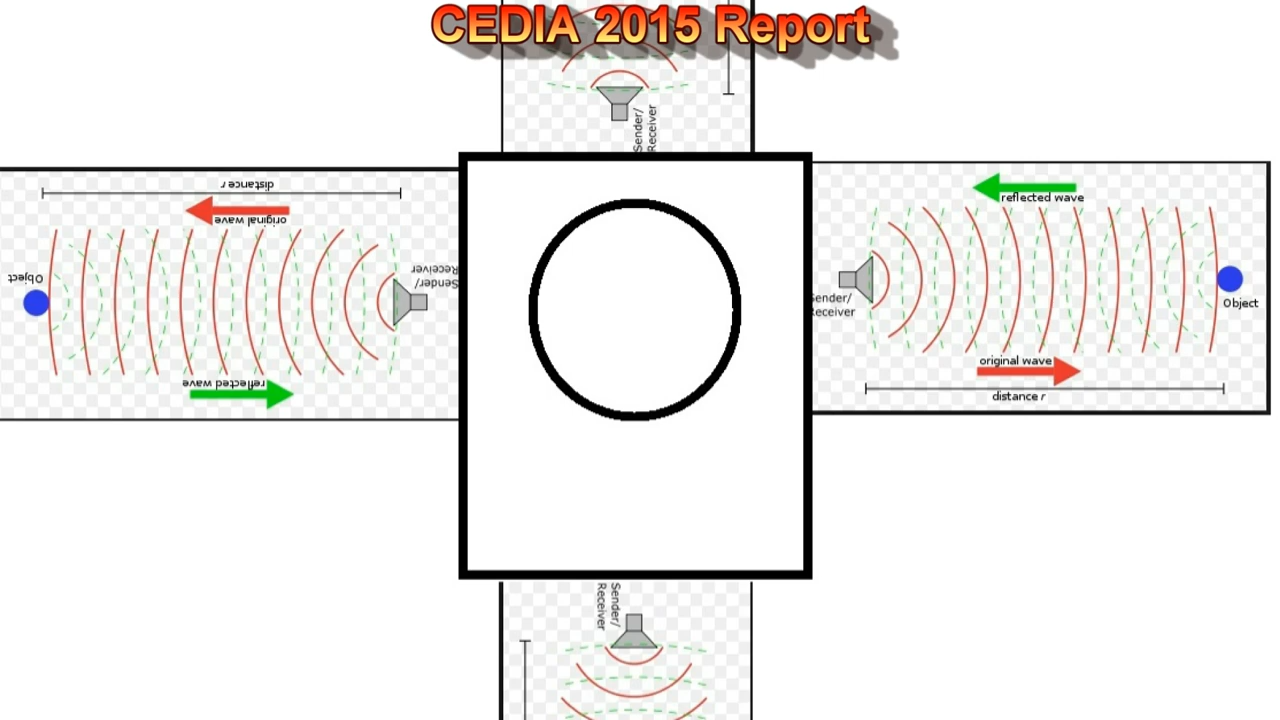 CEDIA 2015 Report
Sender/
Receiver
distance r
original wave
Object
Sender/
Receiver
reflected wave
reflected wave
Sender/
Receiver
Object
original wave
distance r
Sender/
Receiver